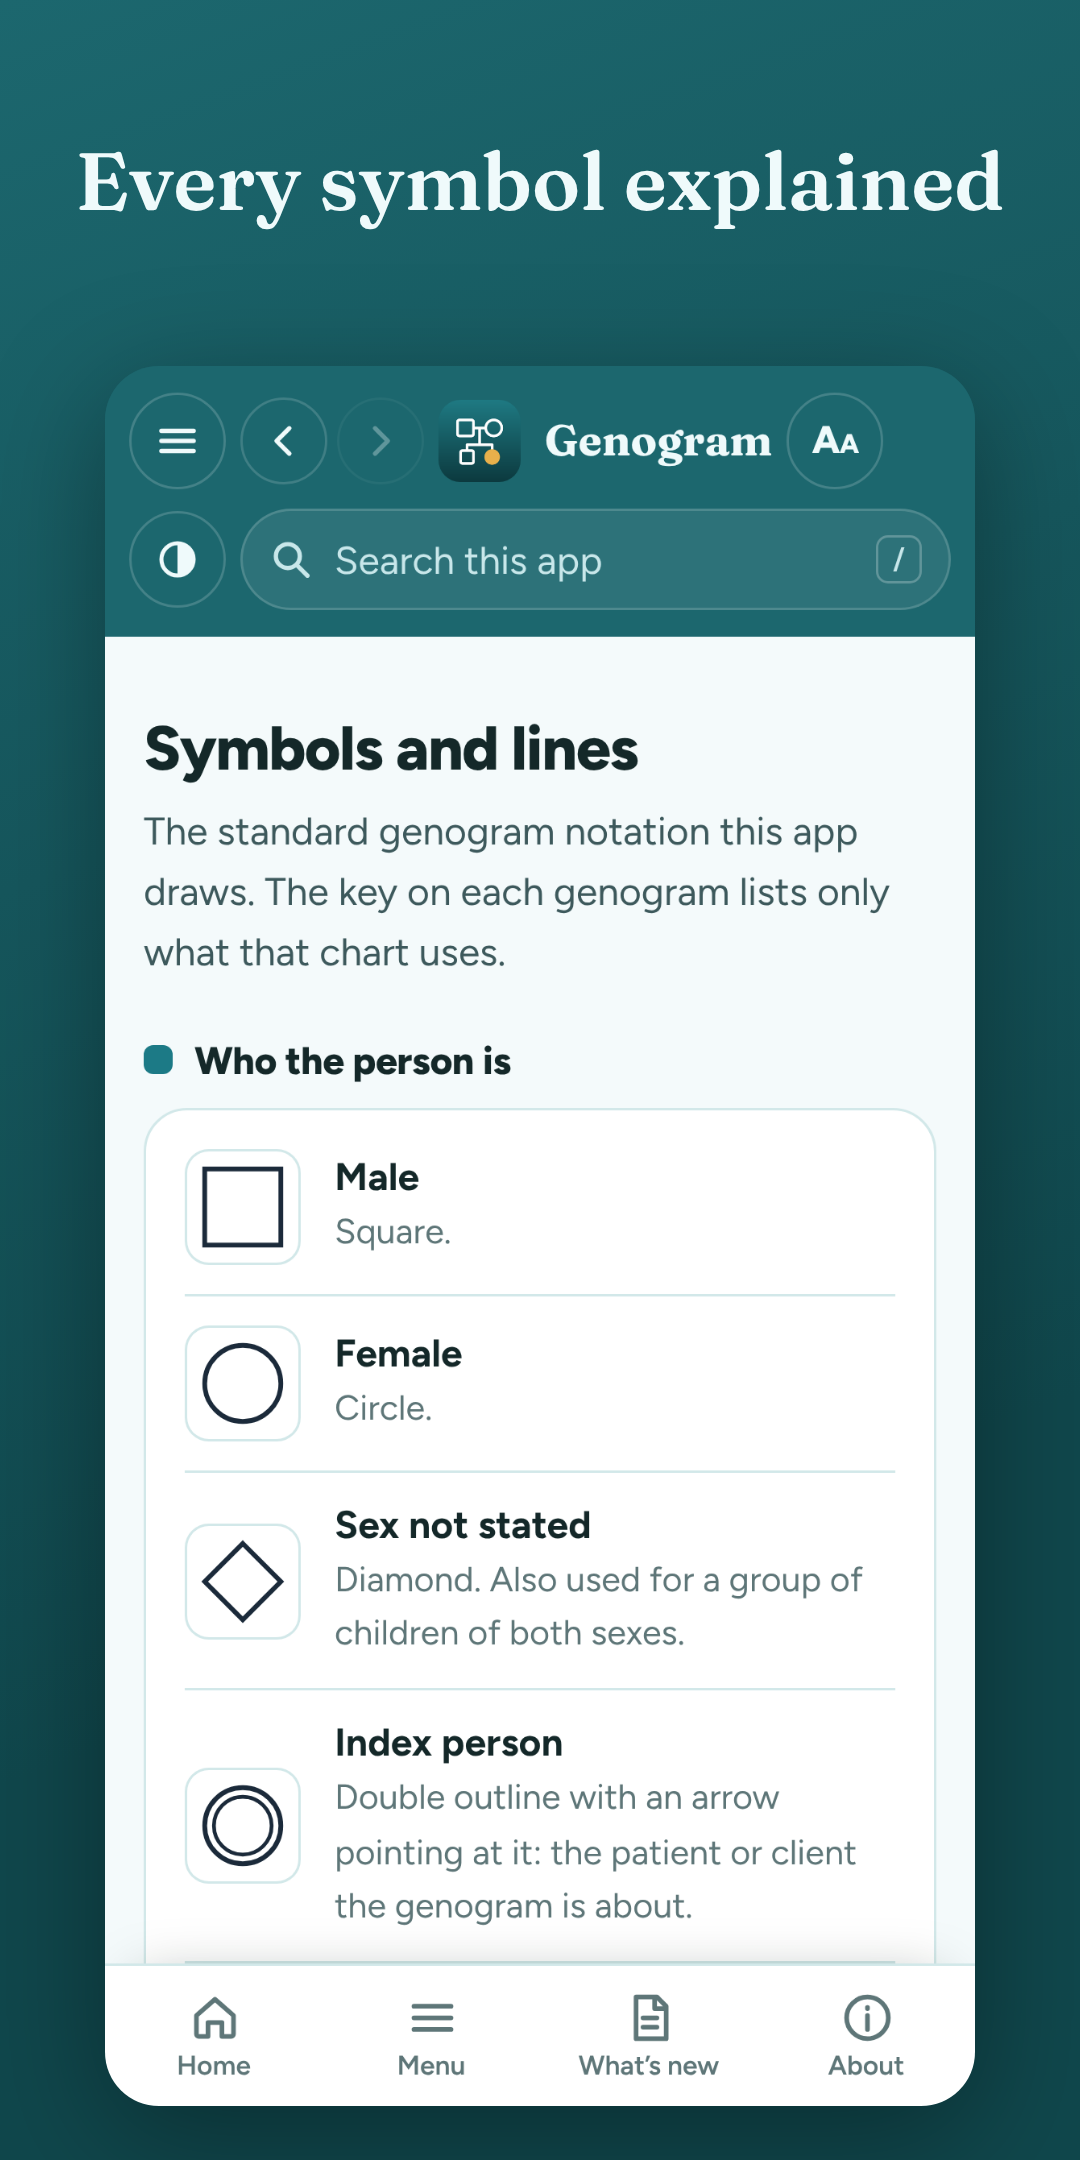 Every symbol explained
Genogram
AA
Search this app
/
Symbols and lines
The standard genogram notation this app
draws. The key on each genogram lists only
what that chart uses.
Who the person is
Male
Square.
Female
Circle.
Sex not stated
Diamond. Also used for a group of
children of both sexes.
Index person
Double outline with an arrow
pointing at it: the patient or client
the genogram is about.
Home
Menu
What’s new
About